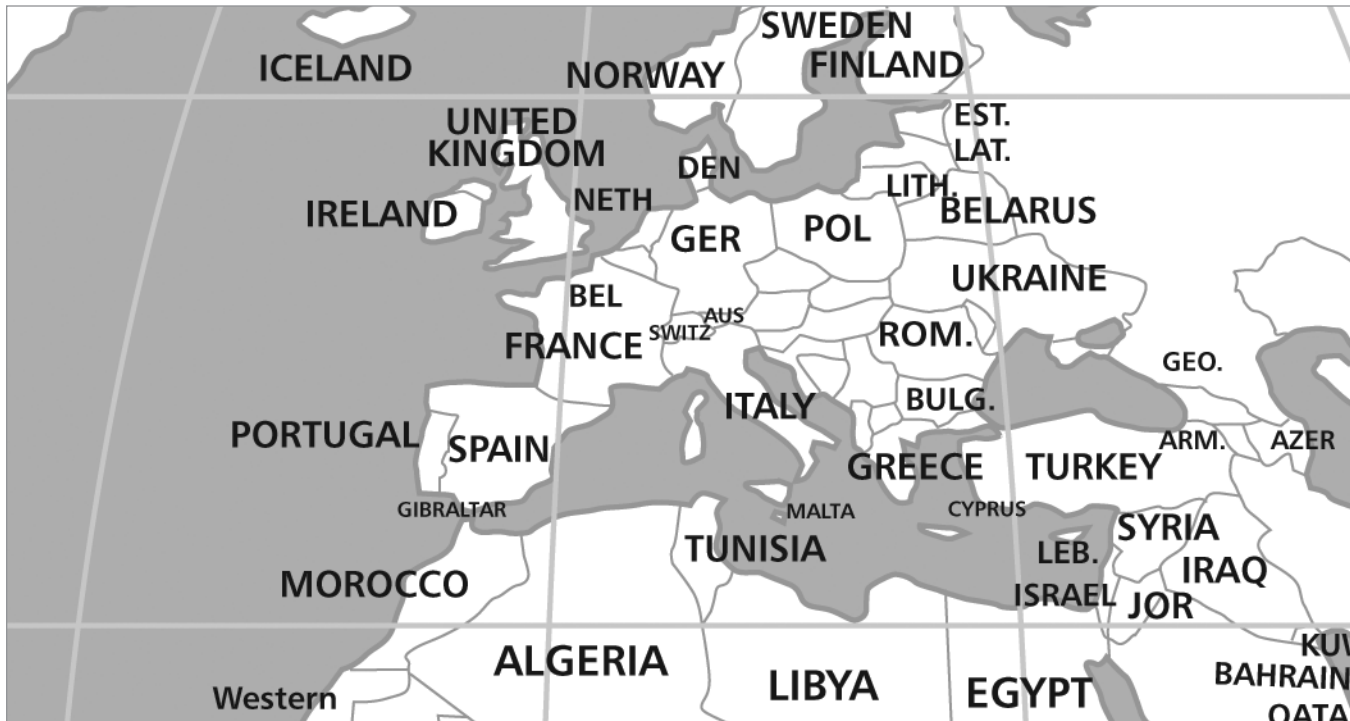 SWEDEN
ICELAND
NORWAY
FINLAND
UNITED
KINGDOM
EST.
LAT.
DEN
LITH.
NETH
IRELAND
BELARUS
GER
POL
UKRAINE
BEL
AUS
SWITZ
FRANCE
ROM.
GEO.
ITALY
BULG.
PORTUGAL
SPAIN
ARM.
AZER
GREECE
TURKEY
GIBRALTAR
MALTA
CYPRUS
SYRIA
TUNISIA
LEB.
IRAQ
MOROCCO
ISRAEL
JOR
KUW
ALGERIA
LIBYA
EGYPT
BAHRAIN
Western
QATA